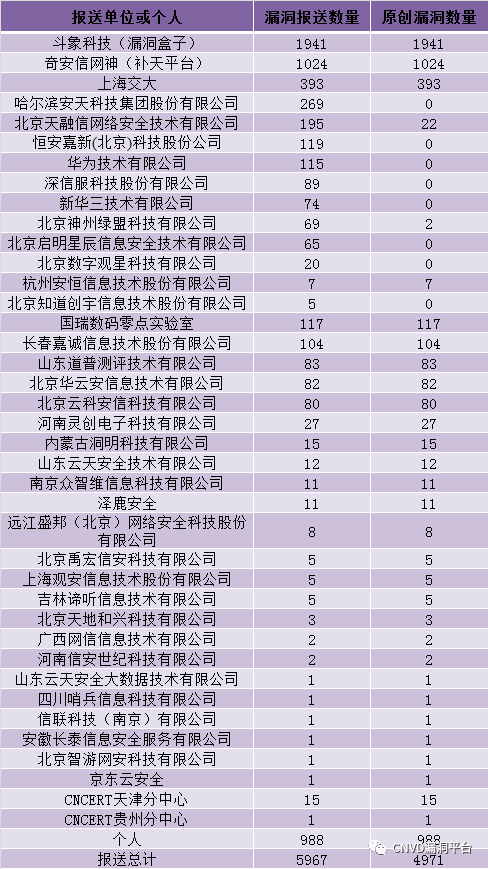 报送单位或个人 漏洞报送数量 原创漏洞数量
斗象科技（漏洞盒子） 1941 1941
奇安信网神（补天平台） 1024 1024
上海交大 393 393
哈尔滨安天科技集团股份有限公司 269 0
北京天融信网络安全技术有限公司 195 22
恒安嘉新(北京)科技股份公司 119 0
华为技术有限公司 115 0
深信服科技股份有限公司 89 0
新华三技术有限公司 74 0
北京神州绿盟科技有限公司 69 2
北京启明星辰信息安全技术有限公司 65 0
北京数字观星科技有限公司 20 0
杭州安恒信息技术股份有限公司 7 7
北京知道创宇信息技术股份有限公司 5 0
国瑞数码零点实验室 117 117
长春嘉诚信息技术股份有限公司 104 104
山东道普测评技术有限公司 83 83
北京华云安信息技术有限公司 82 82
北京云科安信科技有限公司 80 80
河南灵创电子科技有限公司 27 27
内蒙古洞明科技有限公司 15 15
山东云天安全技术有限公司 12 12
南京众智维信息科技有限公司 11 11
泽鹿安全 11 11
远江盛邦（北京）网络安全科技股份
有限公司 8 8
北京禹宏信安科技有限公司 5 5
上海观安信息技术股份有限公司 5 5
吉林谛听信息技术有限公司 5 5
北京天地和兴科技有限公司 3 3
广西网信信息技术有限公司 2 2
河南信安世纪科技有限公司 2 2
山东云天安全大数据技术有限公司 1 1
四川哨兵信息科技有限公司 1 1
信联科技（南京）有限公司 1 1
安徽长泰信息安全服务有限公司 1 1
北京智游网安科技有限公司 1 1
京东云安全 1 1
CNCERT天津分中心 15 15
CNCERT贵州分中心 1 1
个人 988 988
报送总计 5967 4971
CNVD漏洞平台